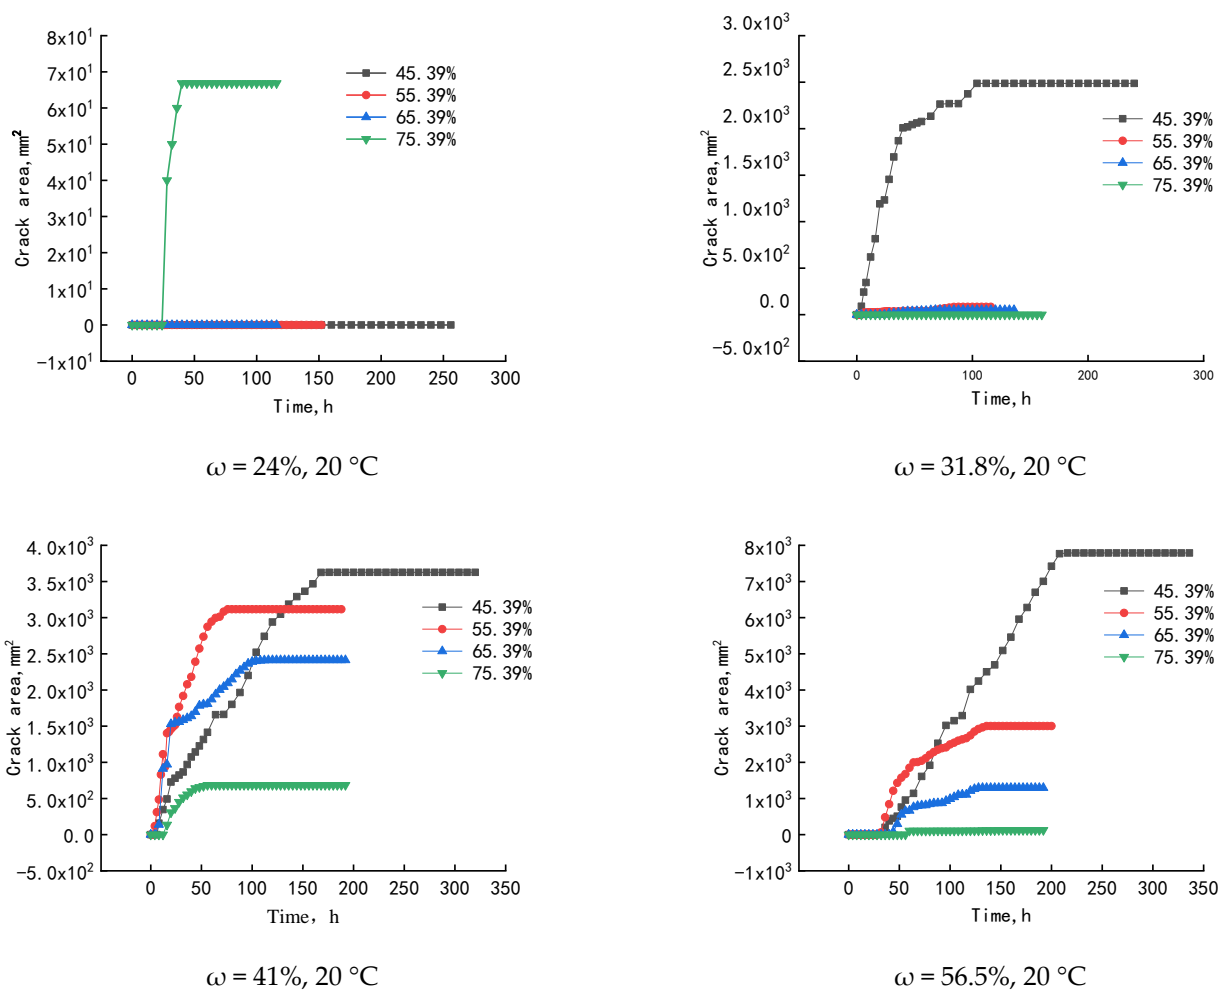 8x10¹
7x10¹
6x10¹
5x10¹
4x10¹
3x10¹
2x10¹
1x10¹
0
−1x10¹
Crack area,mm²
0 50 100 150 200 250 300
Time,h
45.39%
55.39%
65.39%
75.39%
ω = 24%, 20 °C
3.0x10³
2.5x10³
2.0x10³
1.5x10³
1.0x10³
5.0x10²
0.0
−5.0x10²
Crack area,mm²
0 100 200 300
Time,h
45.39%
55.39%
65.39%
75.39%
ω = 31.8%, 20 °C
4.0x10³
3.5x10³
3.0x10³
2.5x10³
2.0x10³
1.5x10³
1.0x10³
5.0x10²
0.0
−5.0x10²
Crack area,mm²
0 50 100 150 200 250 300 350
Time, h
45.39%
55.39%
65.39%
75.39%
ω = 41%, 20 °C
8x10³
7x10³
6x10³
5x10³
4x10³
3x10³
2x10³
1x10³
0
−1x10³
Crack area,mm²
0 50 100 150 200 250 300 350
Time,h
45.39%
55.39%
65.39%
75.39%
ω = 56.5%, 20 °C